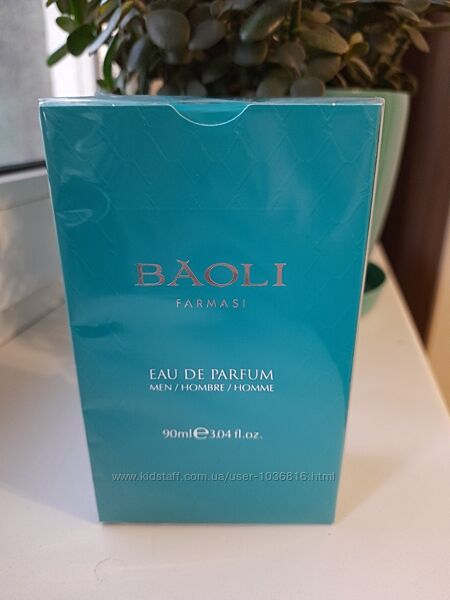 BÀOLI
FARMASI
EAU DE PARFUM
MEN / HOMBRE / HOMME
90ml ℮ 3.04 fl.oz.
www.kidstaff.com.ua/user-1036816.html